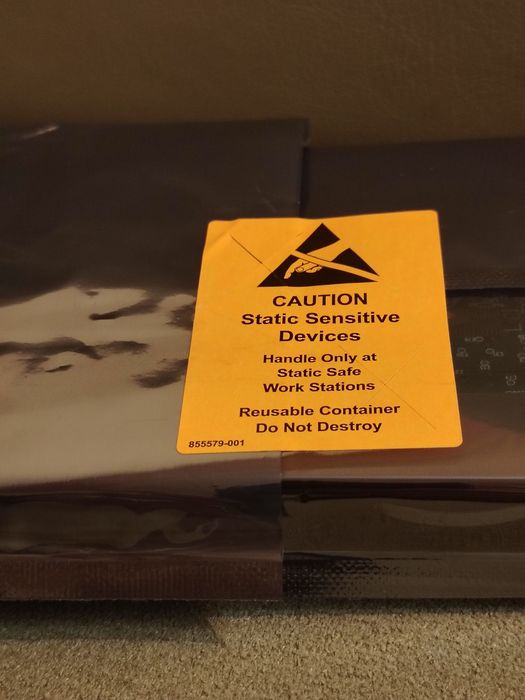 CAUTION
Static Sensitive
Devices
Handle Only at
Static Safe
Work Stations
Reusable Container
Do Not Destroy
855579-001